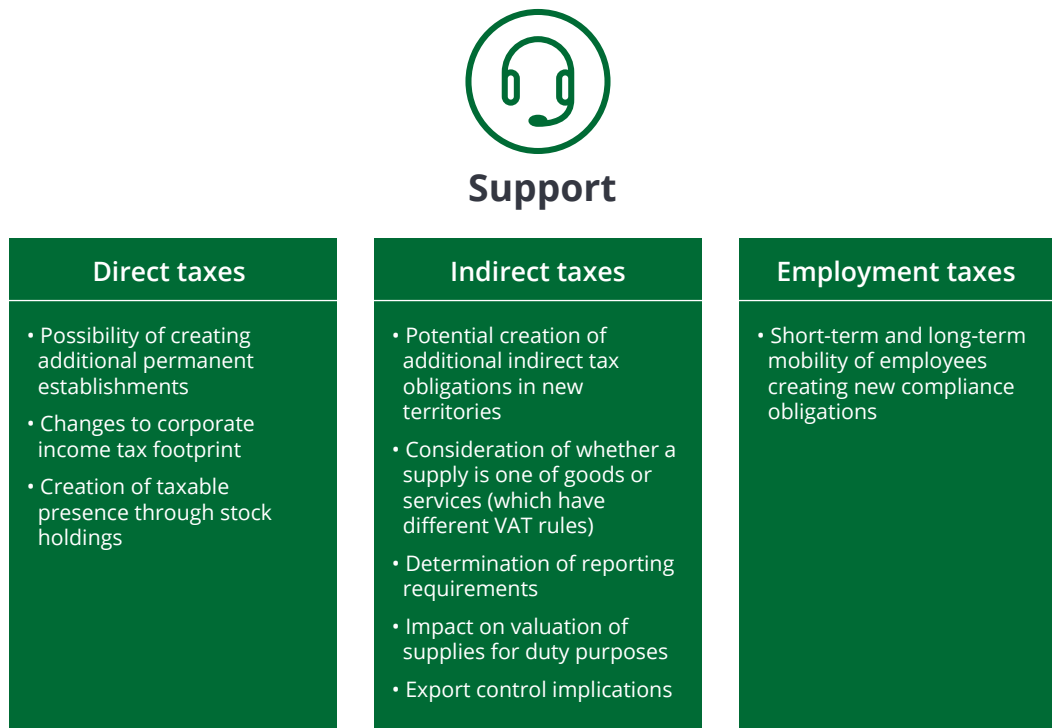 Support
Direct taxes
• Possibility of creating
additional permanent
establishments
• Changes to corporate
income tax footprint
• Creation of taxable
presence through stock
holdings
Indirect taxes
• Potential creation of
additional indirect tax
obligations in new
territories
• Consideration of whether a
supply is one of goods or
services (which have
different VAT rules)
• Determination of reporting
requirements
• Impact on valuation of
supplies for duty purposes
• Export control implications
Employment taxes
• Short-term and long-term
mobility of employees
creating new compliance
obligations